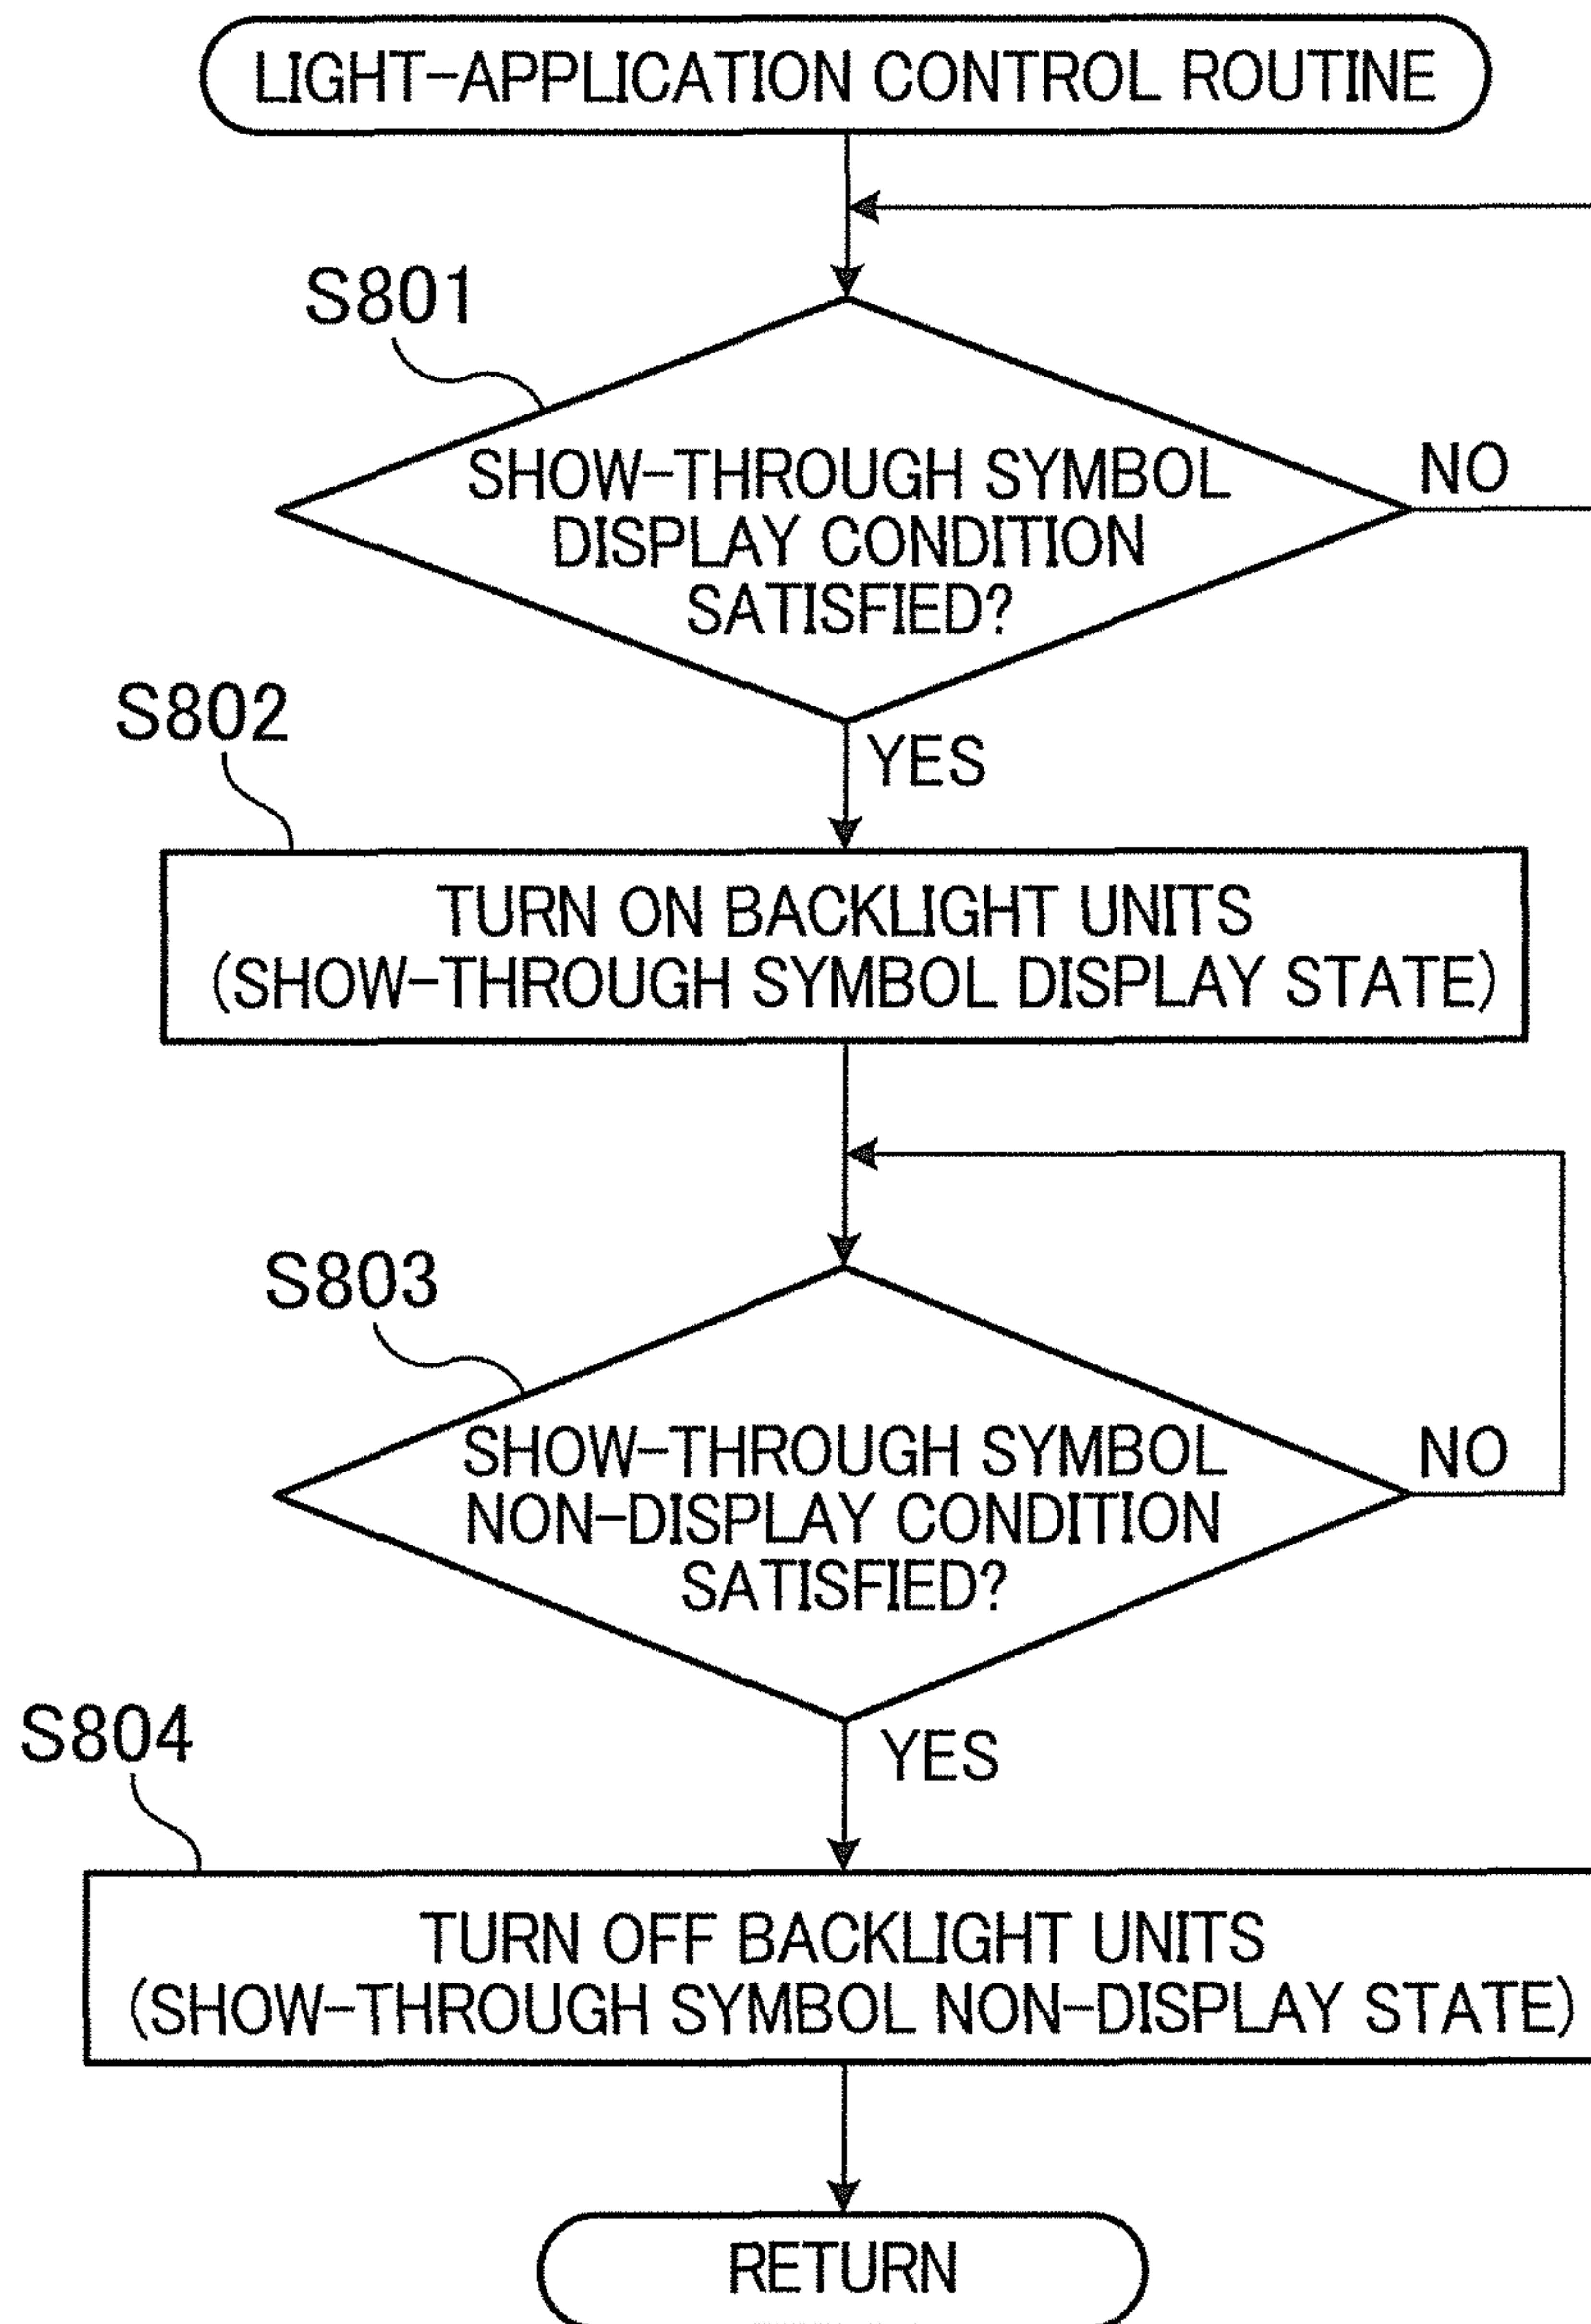 LIGHT-APPLICATION CONTROL ROUTINE
S801
SHOW-THROUGH SYMBOL
DISPLAY CONDITION
SATISFIED?
NO
YES
S802
TURN ON BACKLIGHT UNITS
(SHOW-THROUGH SYMBOL DISPLAY STATE)
S803
SHOW-THROUGH SYMBOL
NON-DISPLAY CONDITION
SATISFIED?
NO
YES
S804
TURN OFF BACKLIGHT UNITS
(SHOW-THROUGH SYMBOL NON-DISPLAY STATE)
RETURN